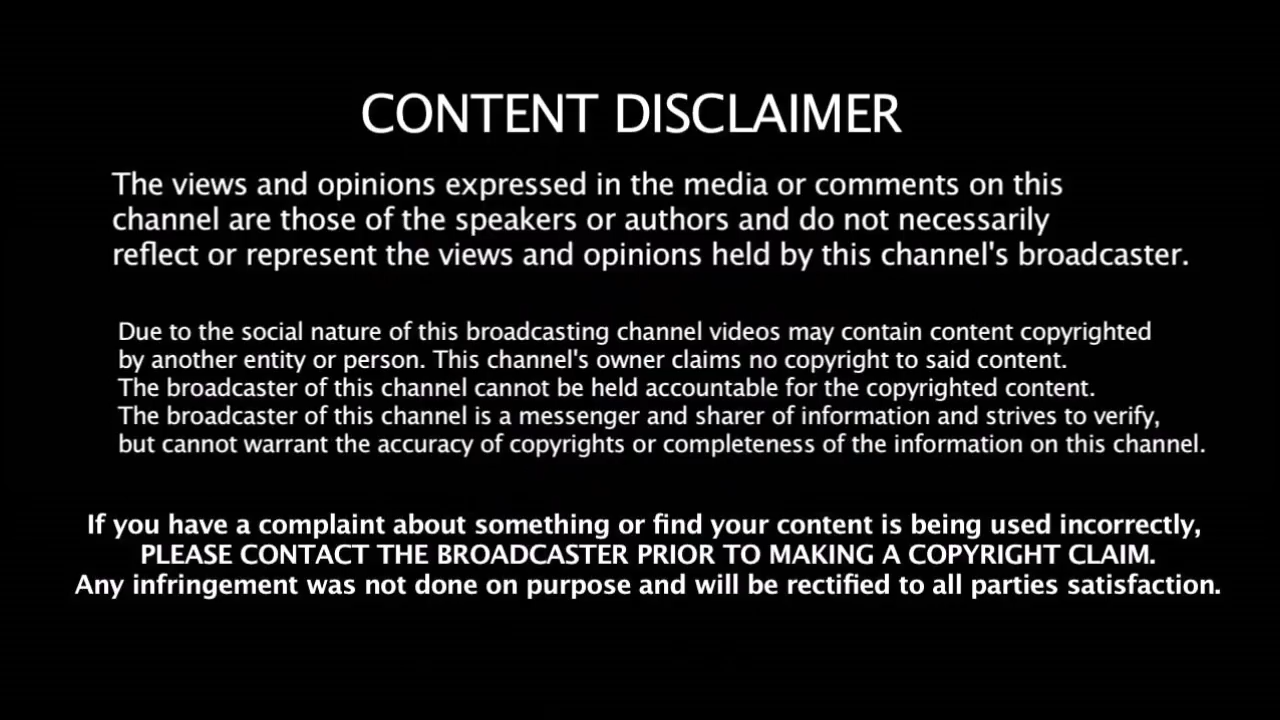 CONTENT DISCLAIMER
The views and opinions expressed in the media or comments on this
channel are those of the speakers or authors and do not necessarily
reflect or represent the views and opinions held by this channel's broadcaster.
Due to the social nature of this broadcasting channel videos may contain content copyrighted
by another entity or person. This channel's owner claims no copyright to said content.
The broadcaster of this channel cannot be held accountable for the copyrighted content.
The broadcaster of this channel is a messenger and sharer of information and strives to verify,
but cannot warrant the accuracy of copyrights or completeness of the information on this channel.
If you have a complaint about something or find your content is being used incorrectly,
PLEASE CONTACT THE BROADCASTER PRIOR TO MAKING A COPYRIGHT CLAIM.
Any infringement was not done on purpose and will be rectified to all parties satisfaction.